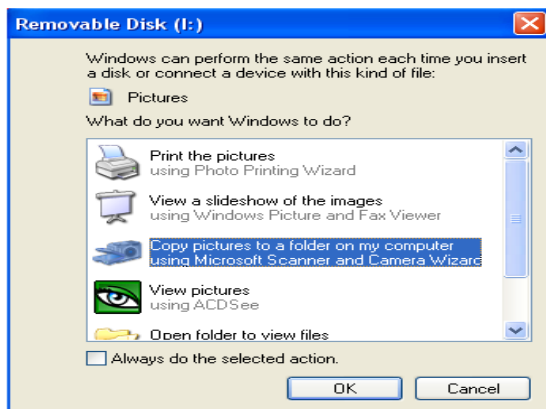 Removable Disk (I:)
Windows can perform the same action each time you insert
a disk or connect a device with this kind of file:
Pictures
What do you want Windows to do?
Print the pictures
using Photo Printing Wizard
View a slideshow of the images
using Windows Picture and Fax Viewer
Copy pictures to a folder on my computer
using Microsoft Scanner and Camera Wizard
View pictures
using ACDSee
Open folder to view files
Always do the selected action.
OK
Cancel